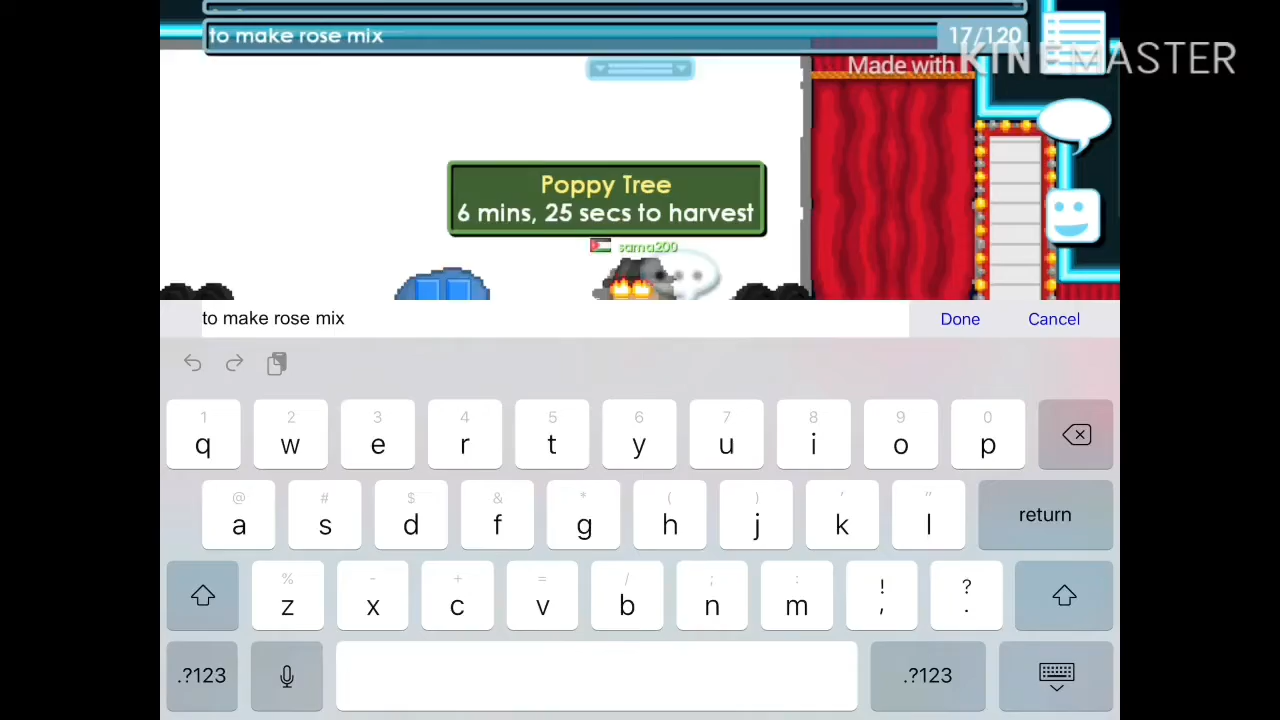 to make rose mix 17/120
Made with KINEMASTER
Poppy Tree
6 mins, 25 secs to harvest
sama200
to make rose mix Done Cancel
1 2 3 4 5 6 7 8 9 0
q w e r t y u i o p
@ # $ & * ( ) ' "
a s d f g h j k l return
% - + = / ; : ! ?
z x c v b n m , .
.?123 .?123